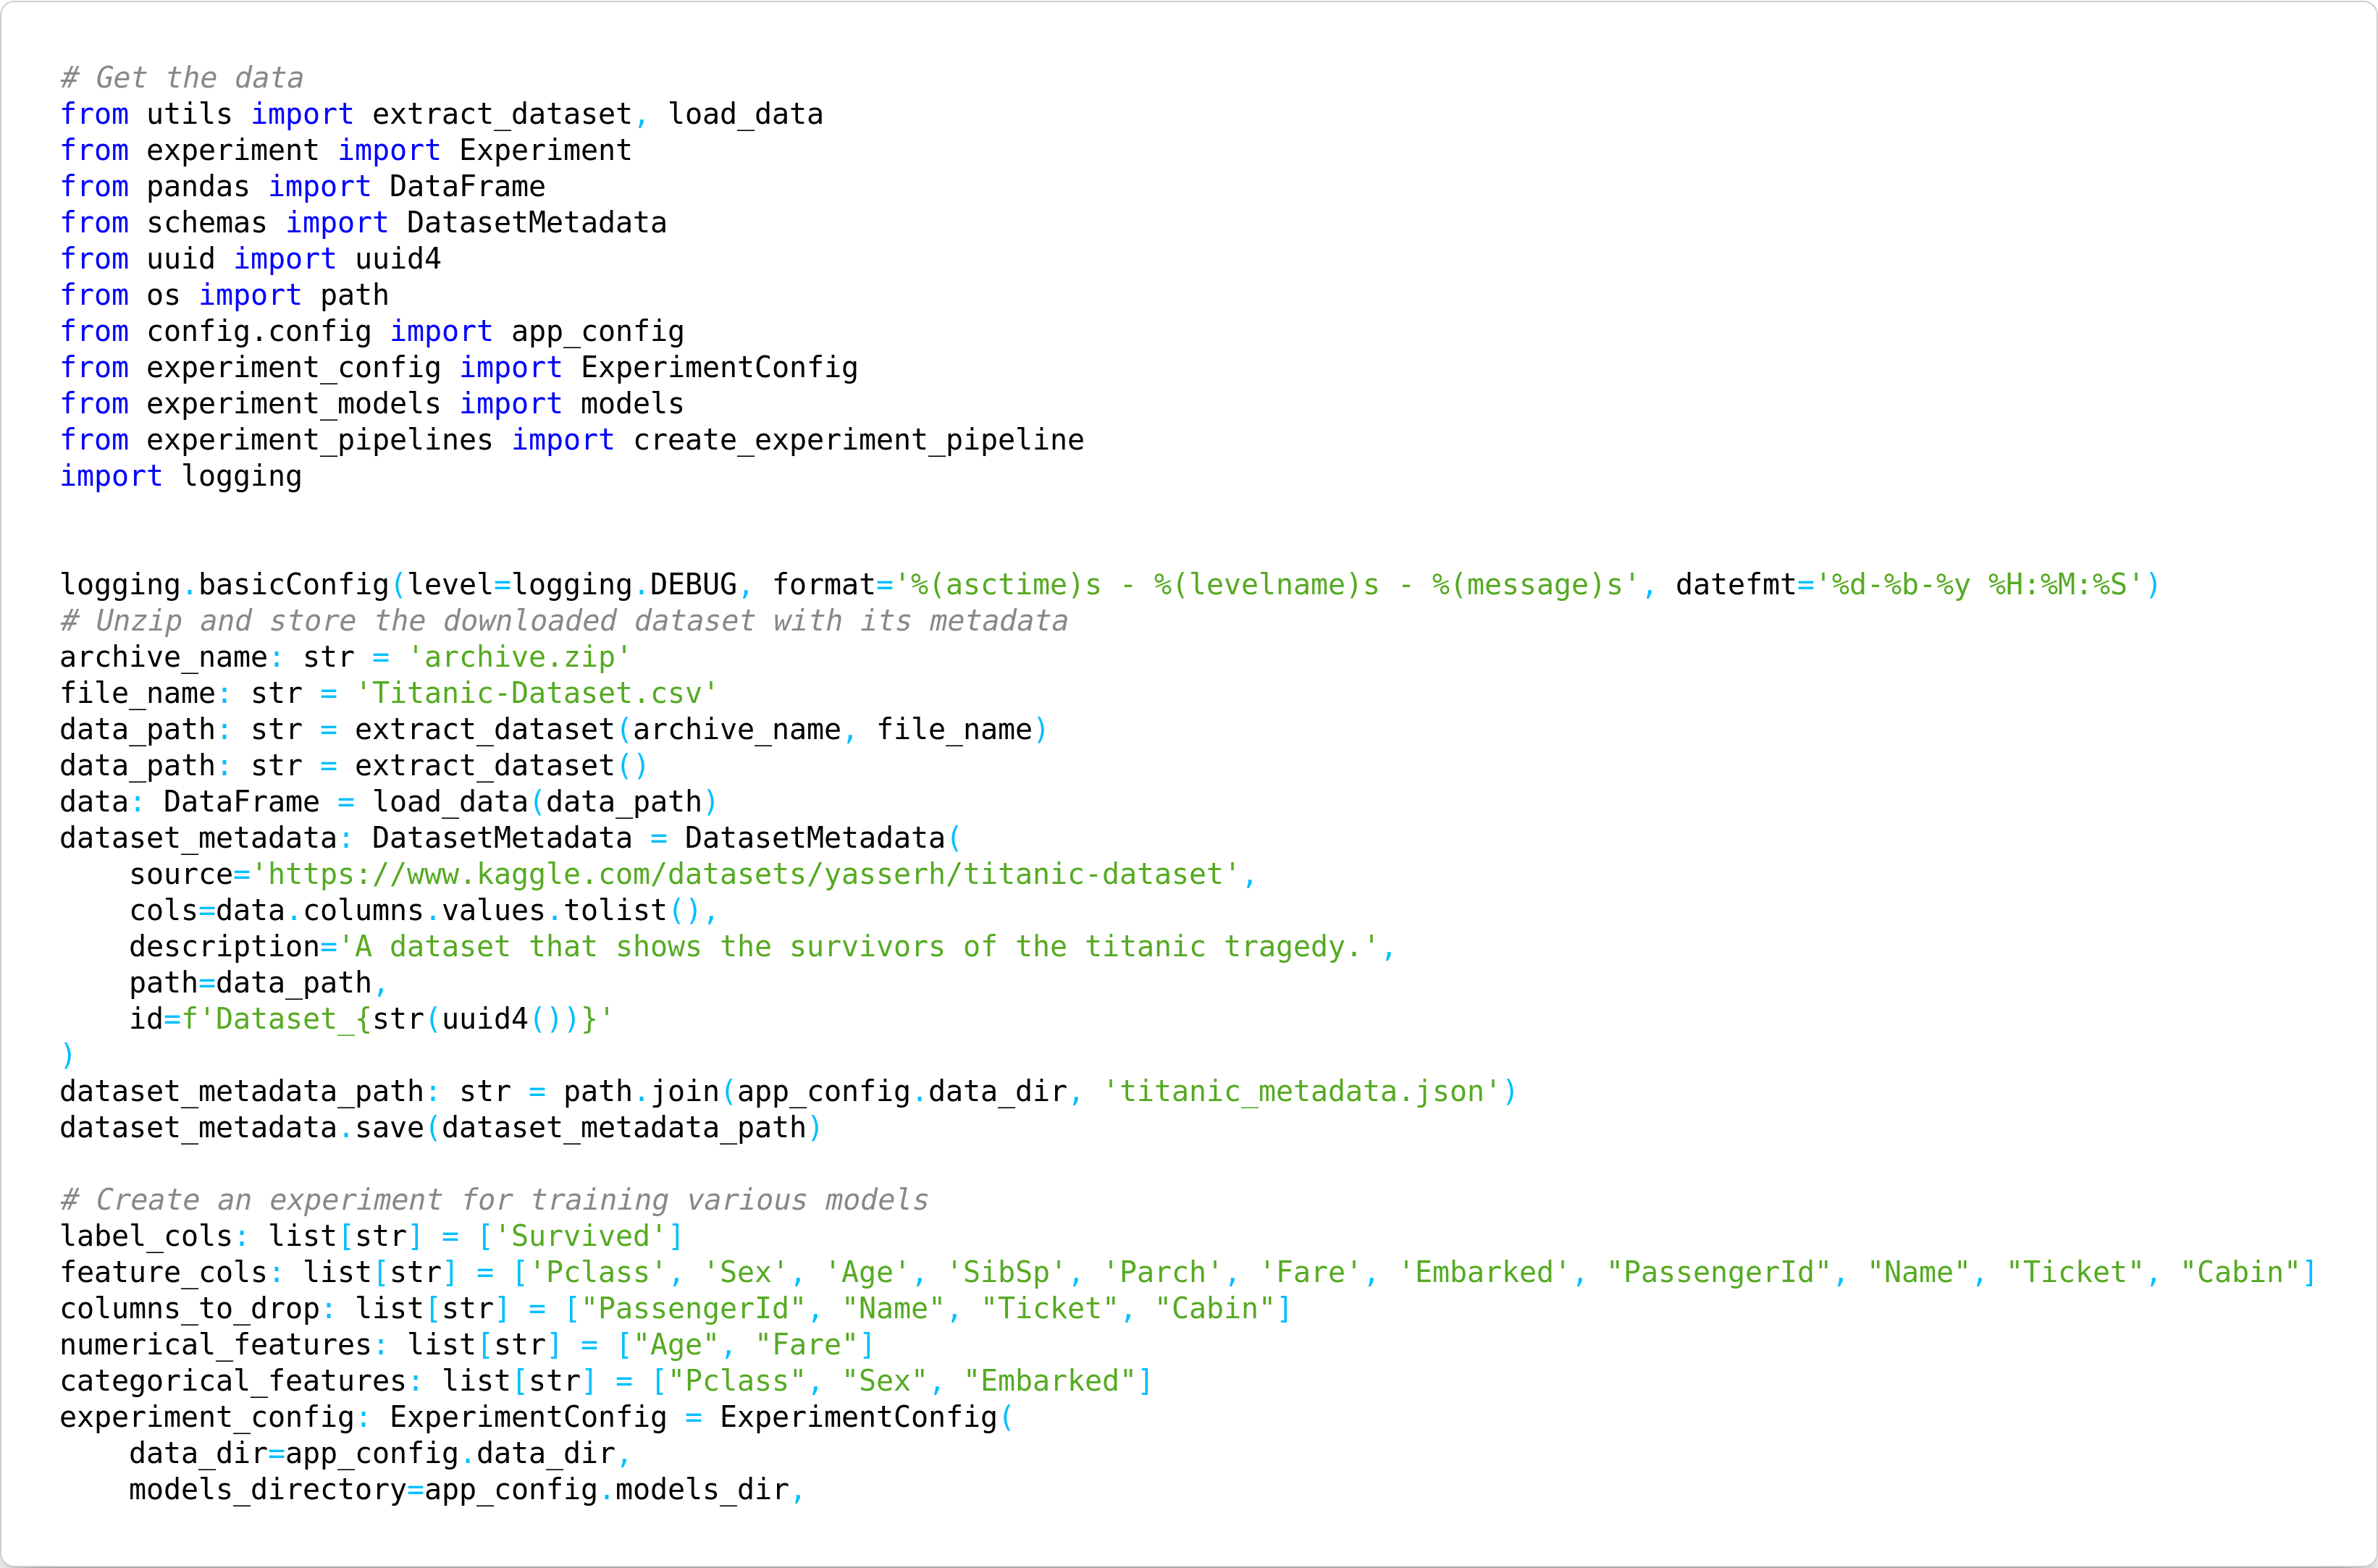 # Get the data
from utils import extract_dataset, load_data
from experiment import Experiment
from pandas import DataFrame
from schemas import DatasetMetadata
from uuid import uuid4
from os import path
from config.config import app_config
from experiment_config import ExperimentConfig
from experiment_models import models
from experiment_pipelines import create_experiment_pipeline
import logging


logging.basicConfig(level=logging.DEBUG, format='%(asctime)s - %(levelname)s - %(message)s', datefmt='%d-%b-%y %H:%M:%S')
# Unzip and store the downloaded dataset with its metadata
archive_name: str = 'archive.zip'
file_name: str = 'Titanic-Dataset.csv'
data_path: str = extract_dataset(archive_name, file_name)
data_path: str = extract_dataset()
data: DataFrame = load_data(data_path)
dataset_metadata: DatasetMetadata = DatasetMetadata(
    source='https://www.kaggle.com/datasets/yasserh/titanic-dataset',
    cols=data.columns.values.tolist(),
    description='A dataset that shows the survivors of the titanic tragedy.',
    path=data_path,
    id=f'Dataset_{str(uuid4())}'
)
dataset_metadata_path: str = path.join(app_config.data_dir, 'titanic_metadata.json')
dataset_metadata.save(dataset_metadata_path)

# Create an experiment for training various models
label_cols: list[str] = ['Survived']
feature_cols: list[str] = ['Pclass', 'Sex', 'Age', 'SibSp', 'Parch', 'Fare', 'Embarked', "PassengerId", "Name", "Ticket", "Cabin"]
columns_to_drop: list[str] = ["PassengerId", "Name", "Ticket", "Cabin"]
numerical_features: list[str] = ["Age", "Fare"]
categorical_features: list[str] = ["Pclass", "Sex", "Embarked"]
experiment_config: ExperimentConfig = ExperimentConfig(
    data_dir=app_config.data_dir,
    models_directory=app_config.models_dir,